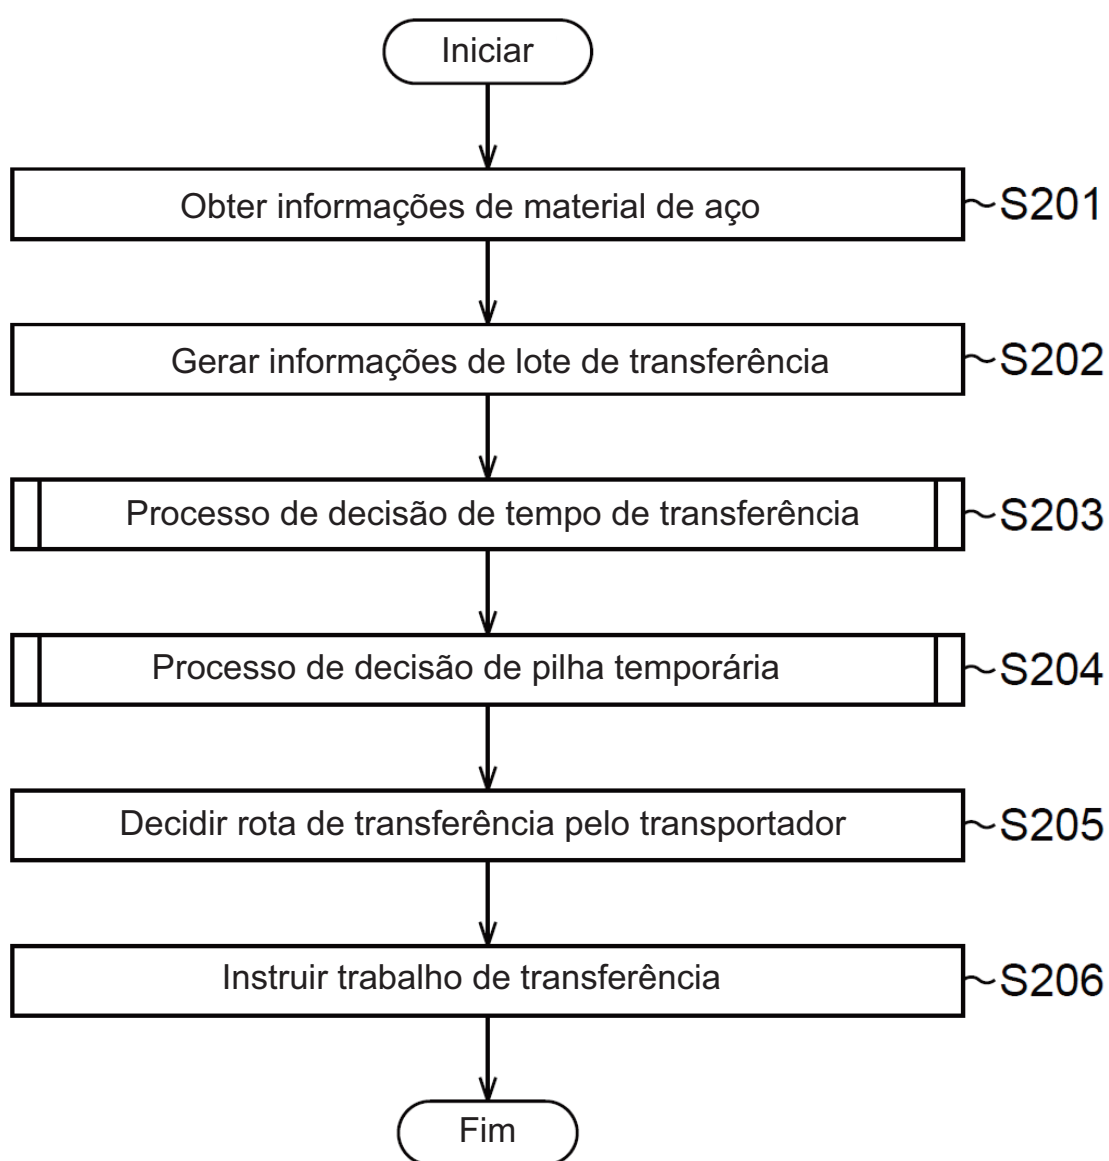 Iniciar
Obter informações de material de aço
S201
Gerar informações de lote de transferência
S202
Processo de decisão de tempo de transferência
S203
Processo de decisão de pilha temporária
S204
Decidir rota de transferência pelo transportador
S205
Instruir trabalho de transferência
S206
Fim